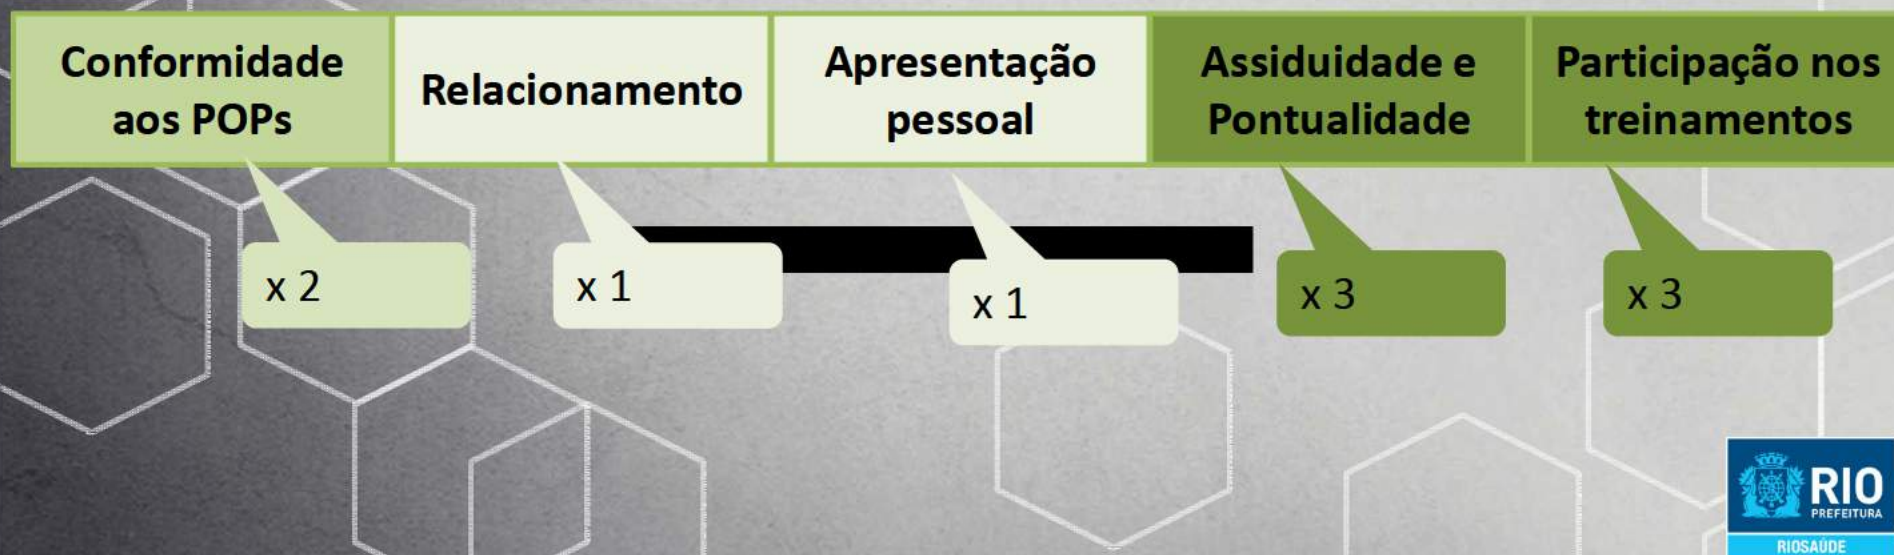 Conformidade
aos POPs
Relacionamento
Apresentação
pessoal
Assiduidade e
Pontualidade
Participação nos
treinamentos
x 2
x 1
x 1
x 3
x 3
RIO
PREFEITURA
RIOSAÚDE